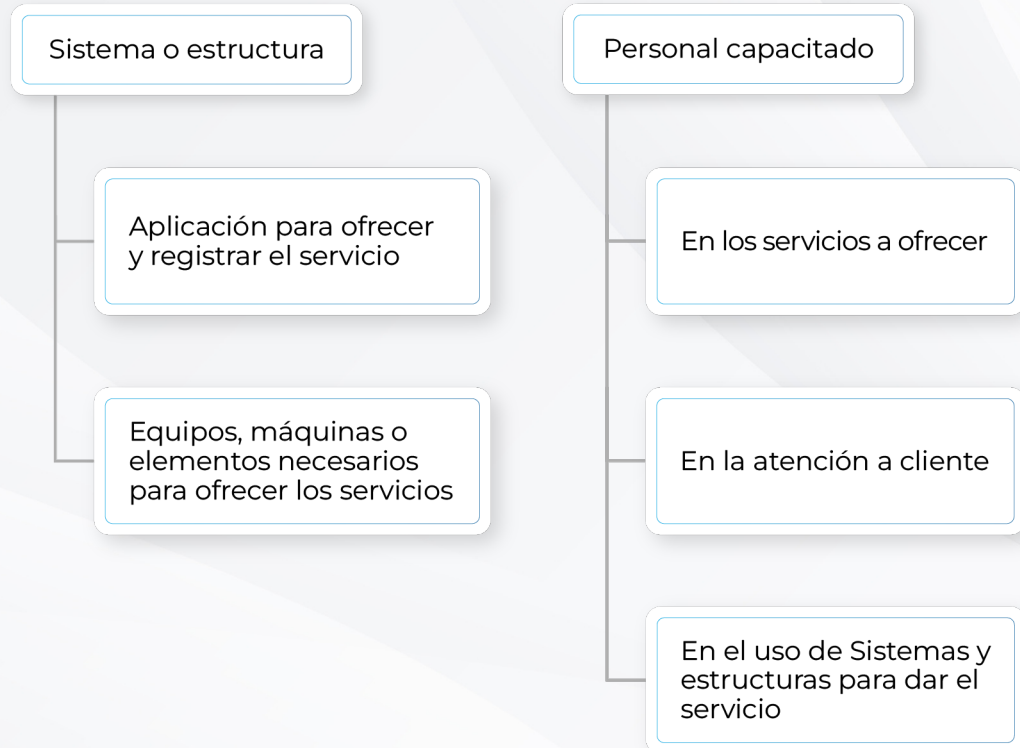 Sistema o estructura
Aplicación para ofrecer
y registrar el servicio
Equipos, máquinas o
elementos necesarios
para ofrecer los servicios
Personal capacitado
En los servicios a ofrecer
En la atención a cliente
En el uso de Sistemas y
estructuras para dar el
servicio